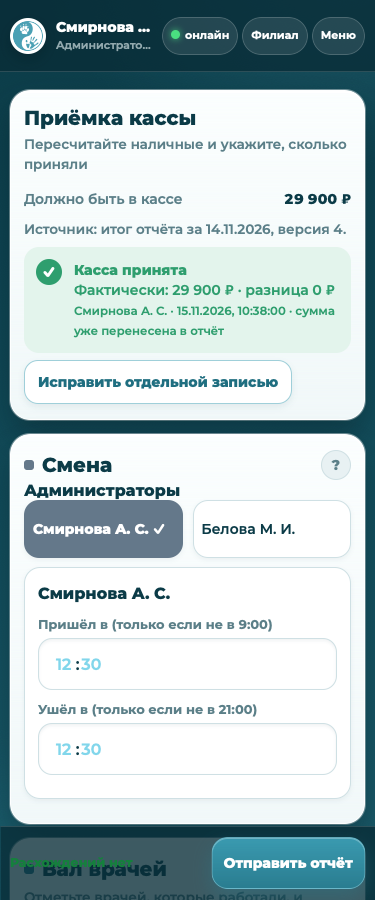 Смирнова ...
Администрато...
онлайн
Филиал
Меню
Приёмка кассы
Пересчитайте наличные и укажите, сколько
приняли
Должно быть в кассе 29 900 ₽
Источник: итог отчёта за 14.11.2026, версия 4.
Касса принята
Фактически: 29 900 ₽ · разница 0 ₽
Смирнова А. С. · 15.11.2026, 10:38:00 · сумма
уже перенесена в отчёт
Исправить отдельной записью
Смена
?
Администраторы
Смирнова А. С. ✓
Белова М. И.
Смирнова А. С.
Пришёл в (только если не в 9:00)
12 : 30
Ушёл в (только если не в 21:00)
12 : 30
Расхождений нет
Вал врачей
Отправить отчёт
Отметьте врачей, которые работали, и